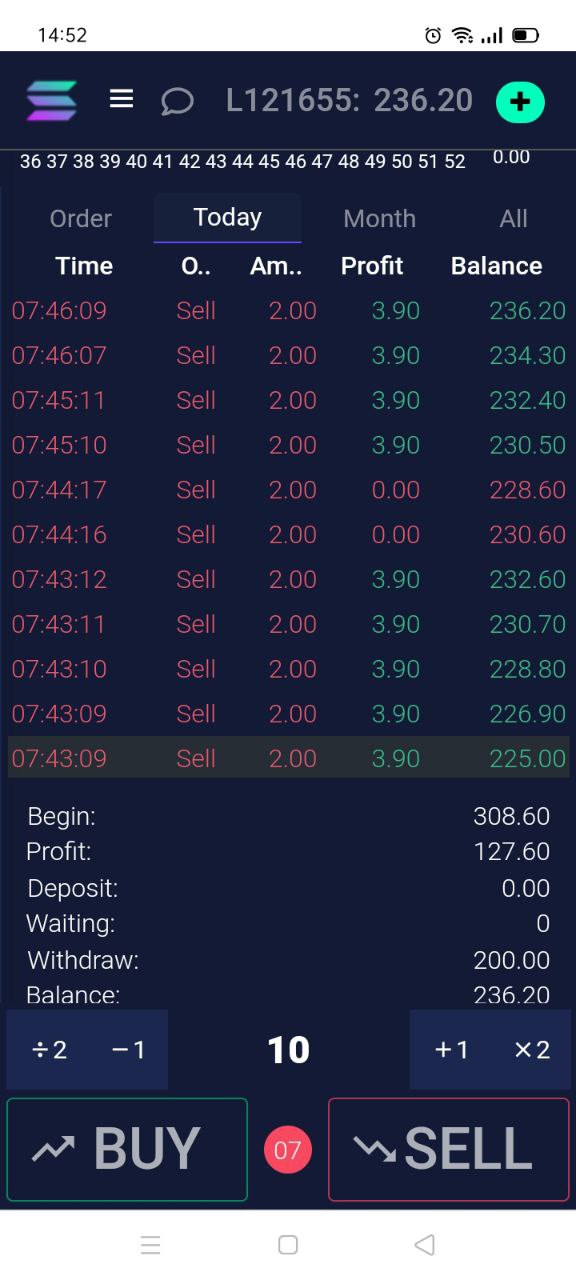 14:52
L121655: 236.20
36 37 38 39 40 41 42 43 44 45 46 47 48 49 50 51 52 0.00
Order Today Month All
Time O.. Am.. Profit Balance
07:46:09 Sell 2.00 3.90 236.20
07:46:07 Sell 2.00 3.90 234.30
07:45:11 Sell 2.00 3.90 232.40
07:45:10 Sell 2.00 3.90 230.50
07:44:17 Sell 2.00 0.00 228.60
07:44:16 Sell 2.00 0.00 230.60
07:43:12 Sell 2.00 3.90 232.60
07:43:11 Sell 2.00 3.90 230.70
07:43:10 Sell 2.00 3.90 228.80
07:43:09 Sell 2.00 3.90 226.90
07:43:09 Sell 2.00 3.90 225.00
Begin: 308.60
Profit: 127.60
Deposit: 0.00
Waiting: 0
Withdraw: 200.00
Balance: 236.20
÷2 −1 10 +1 ×2
BUY 07 SELL